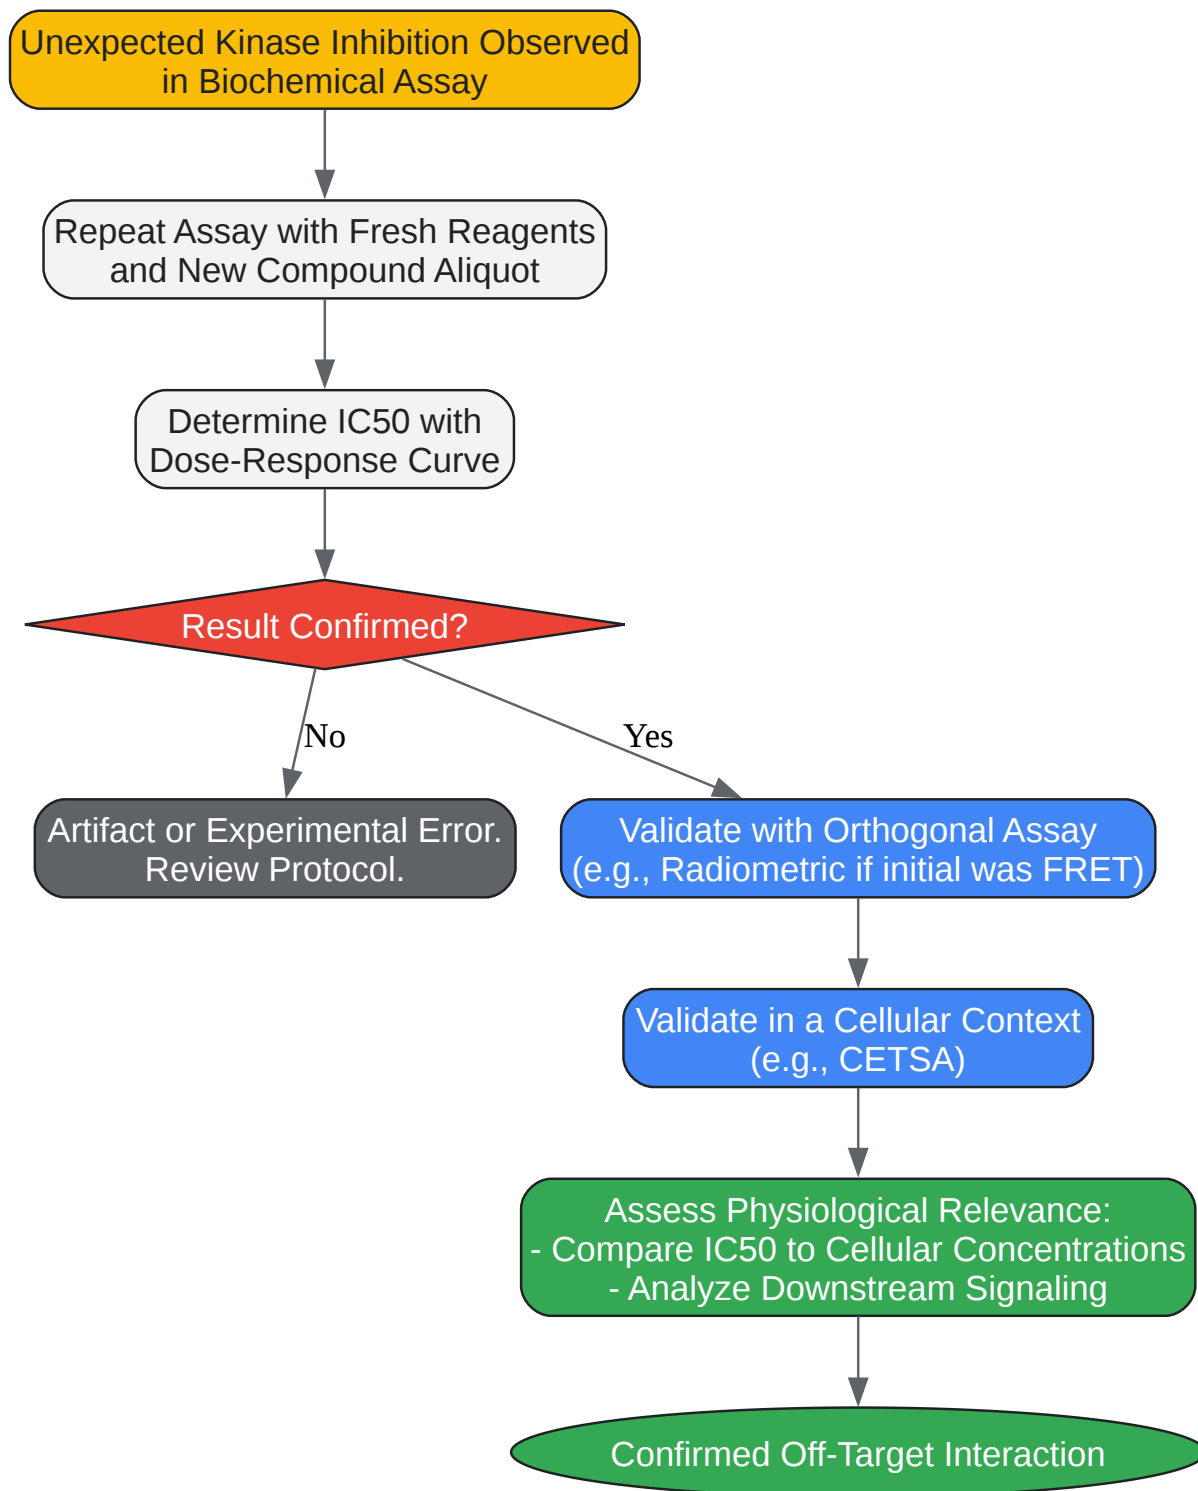 Unexpected Kinase Inhibition Observed
in Biochemical Assay
Repeat Assay with Fresh Reagents
and New Compound Aliquot
Determine IC50 with
Dose-Response Curve
Result Confirmed?
No
Yes
Artifact or Experimental Error.
Review Protocol.
Validate with Orthogonal Assay
(e.g., Radiometric if initial was FRET)
Validate in a Cellular Context
(e.g., CETSA)
Assess Physiological Relevance:
- Compare IC50 to Cellular Concentrations
- Analyze Downstream Signaling
Confirmed Off-Target Interaction